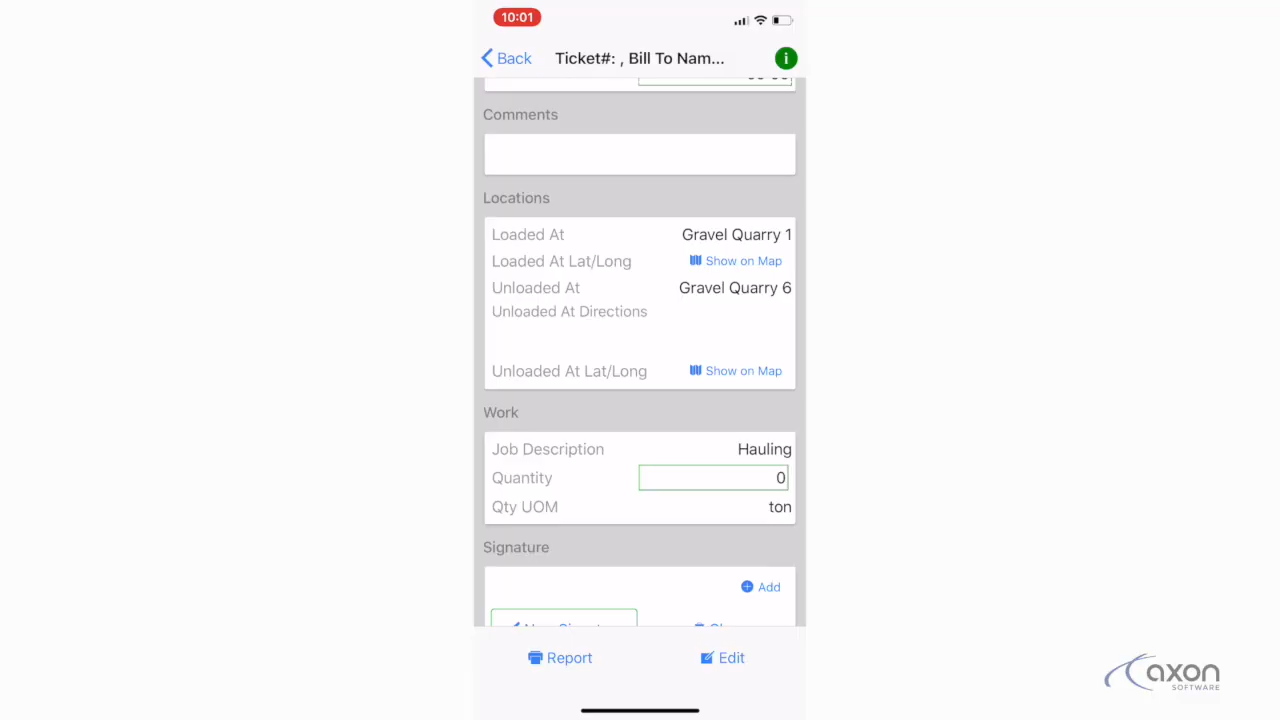 10:01
Back Ticket#: , Bill To Nam...
Comments
Locations
Loaded At Gravel Quarry 1
Loaded At Lat/Long Show on Map
Unloaded At Gravel Quarry 6
Unloaded At Directions
Unloaded At Lat/Long Show on Map
Work
Job Description Hauling
Quantity 0
Qty UOM ton
Signature
Add
Report Edit
axon
SOFTWARE